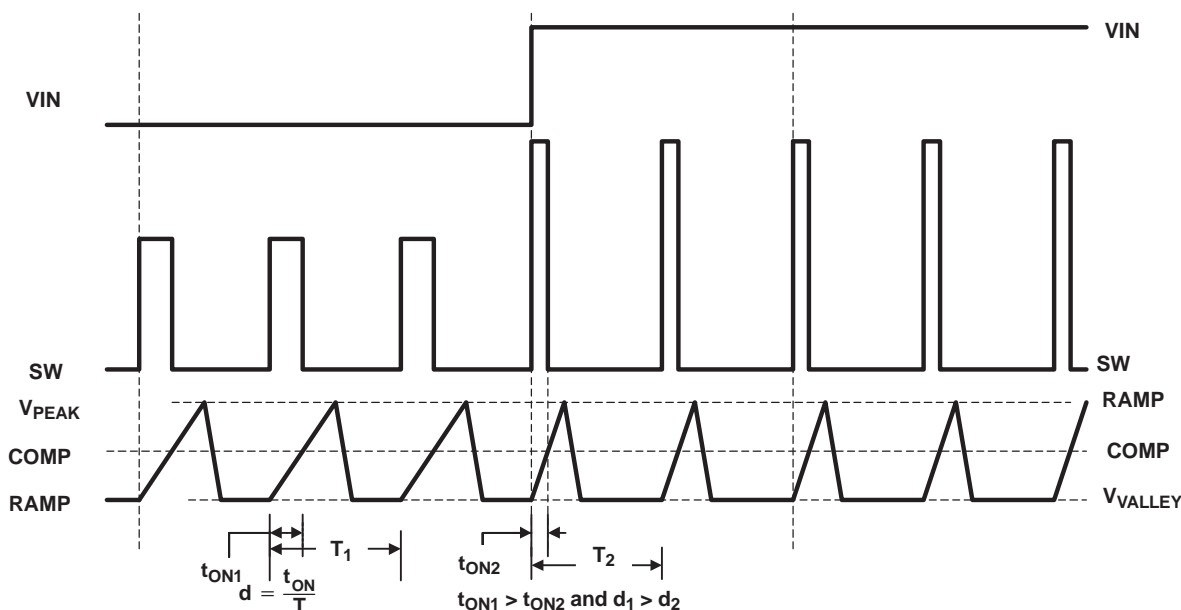 VIN
VIN
SW
SW
VPEAK
RAMP
COMP
COMP
RAMP
VVALLEY
tON1
T1
tON2
T2
d = tON/T
tON1 > tON2 and d1 > d2